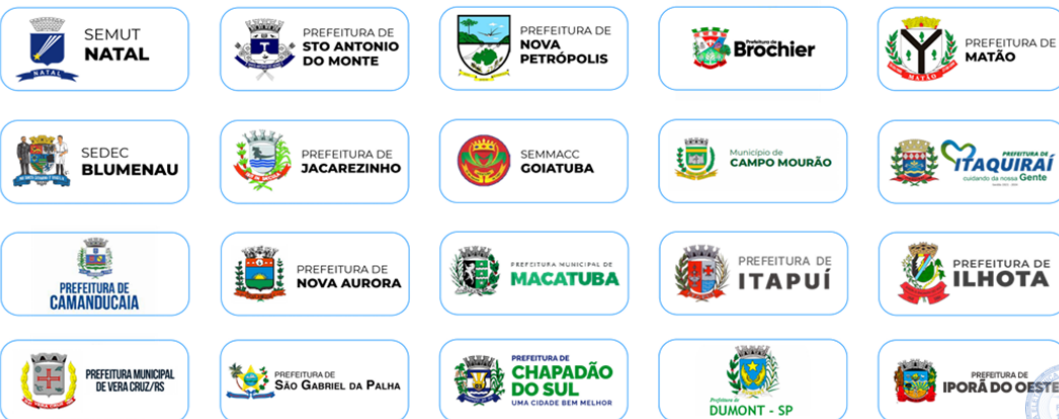 SEMUT
NATAL
NATAL
PREFEITURA DE
STO ANTONIO
DO MONTE
PREFEITURA DE
NOVA
PETRÓPOLIS
Prefeitura de
Brochier
PREFEITURA DE
MATÃO
MATÃO
SEDEC
BLUMENAU
PREFEITURA DE
JACAREZINHO
SEMMACC
GOIATUBA
Município de
CAMPO MOURÃO
PREFEITURA DE
ITAQUIRAÍ
cuidando da nossa Gente
PREFEITURA DE
CAMANDUCAIA
PREFEITURA DE
NOVA AURORA
PREFEITURA MUNICIPAL DE
MACATUBA
PREFEITURA DE
ITAPUÍ
PREFEITURA DE
ILHOTA
PREFEITURA MUNICIPAL
DE VERA CRUZ/RS
PREFEITURA DE
SÃO GABRIEL DA PALHA
PREFEITURA DE
CHAPADÃO
DO SUL
UMA CIDADE BEM MELHOR
Prefeitura de
DUMONT - SP
PREFEITURA DE
IPORÃ DO OESTE